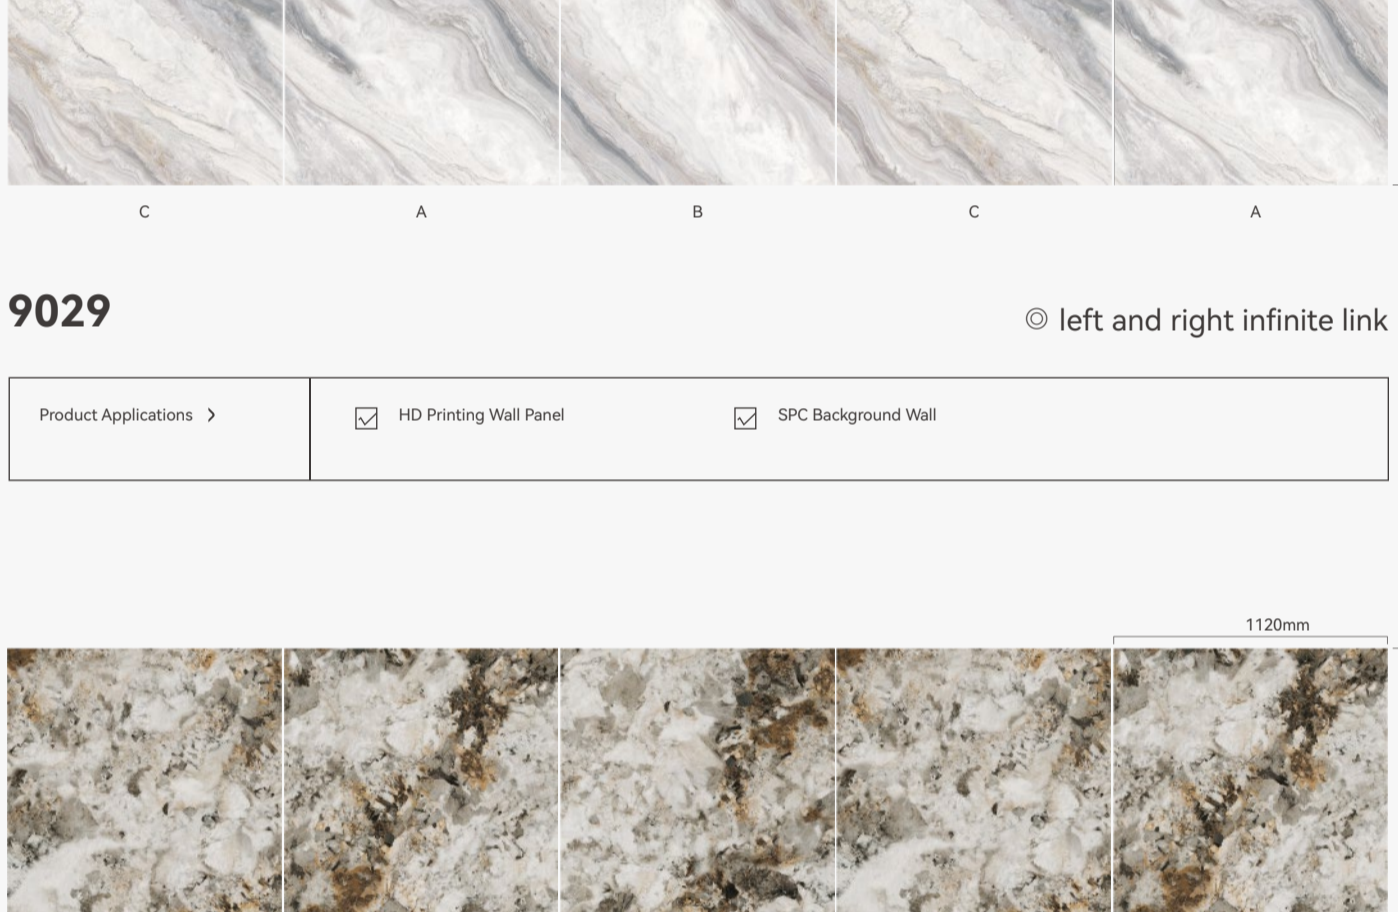 C A B C A
9029
left and right infinite link
Product Applications
HD Printing Wall Panel
SPC Background Wall
1120mm